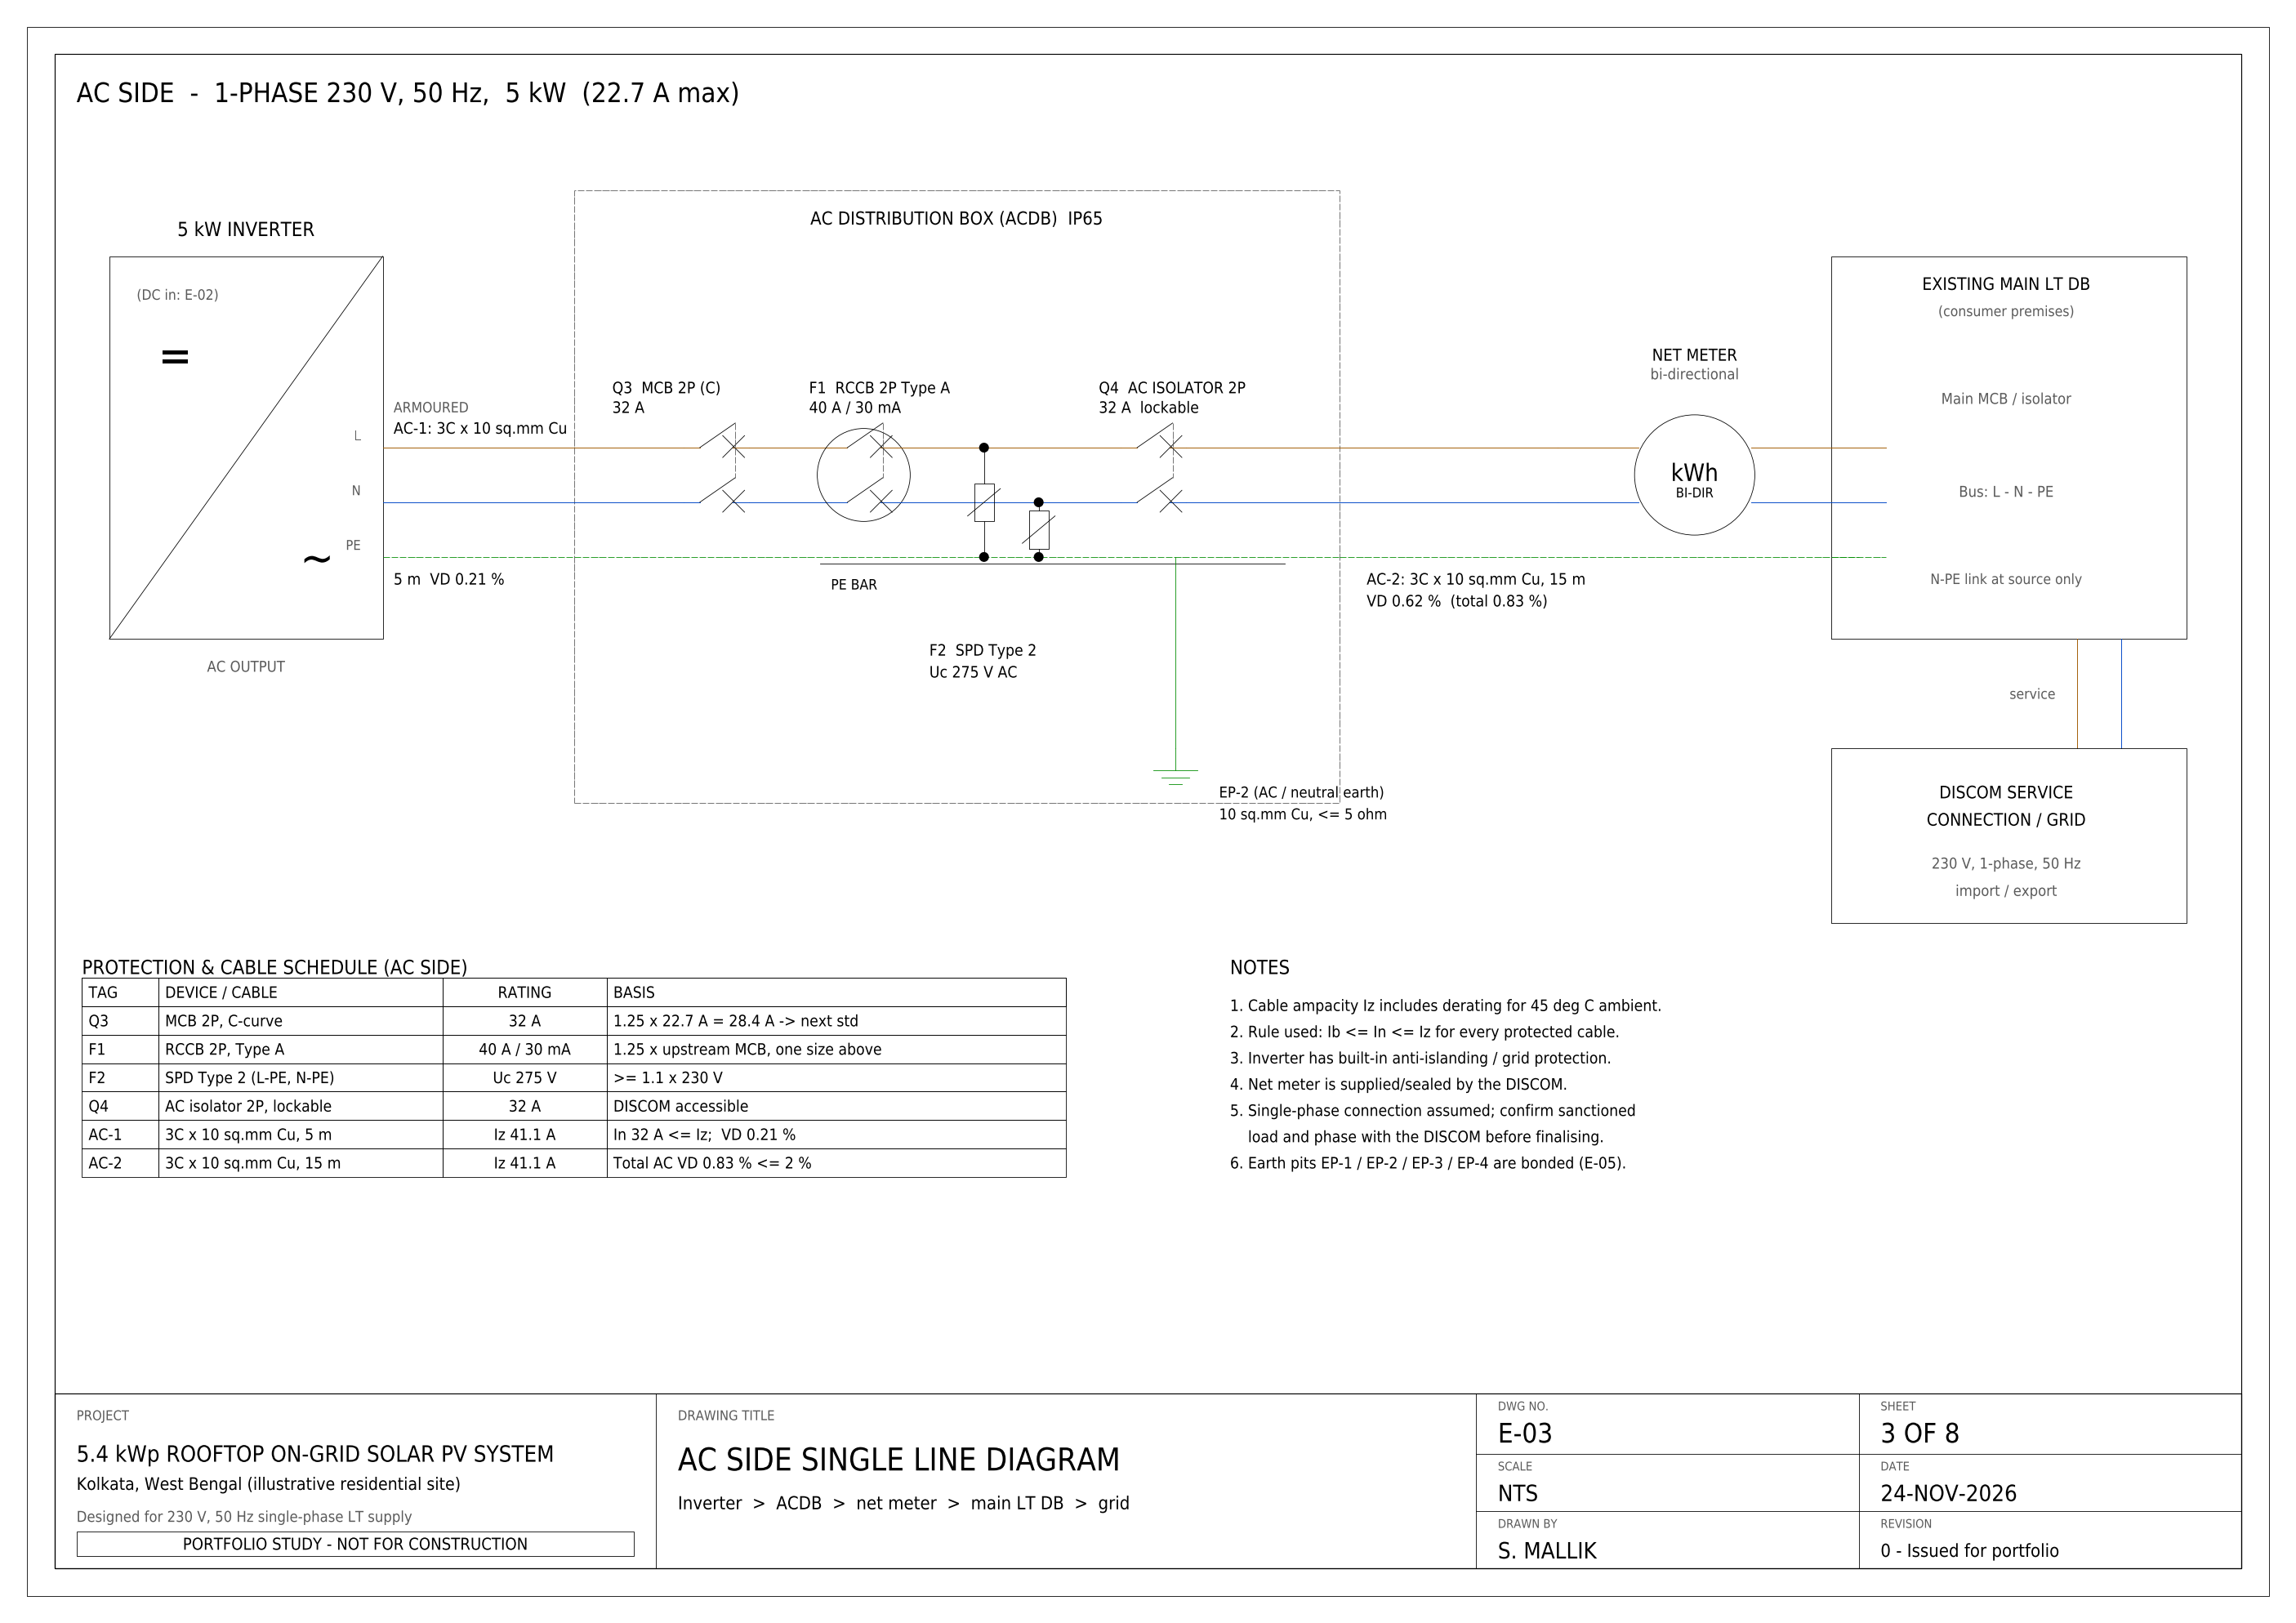 AC SIDE - 1-PHASE 230 V, 50 Hz, 5 kW (22.7 A max)
5 kW INVERTER
(DC in: E-02)
=
~
L
N
PE
AC OUTPUT
ARMOURED
AC-1: 3C x 10 sq.mm Cu
5 m VD 0.21 %
AC DISTRIBUTION BOX (ACDB) IP65
Q3 MCB 2P (C)
32 A
F1 RCCB 2P Type A
40 A / 30 mA
Q4 AC ISOLATOR 2P
32 A lockable
PE BAR
F2 SPD Type 2
Uc 275 V AC
EP-2 (AC / neutral earth)
10 sq.mm Cu, <= 5 ohm
AC-2: 3C x 10 sq.mm Cu, 15 m
VD 0.62 % (total 0.83 %)
NET METER
bi-directional
kWh
BI-DIR
EXISTING MAIN LT DB
(consumer premises)
Main MCB / isolator
Bus: L - N - PE
N-PE link at source only
service
DISCOM SERVICE
CONNECTION / GRID
230 V, 1-phase, 50 Hz
import / export
PROTECTION & CABLE SCHEDULE (AC SIDE)
TAG DEVICE / CABLE RATING BASIS
Q3 MCB 2P, C-curve 32 A 1.25 x 22.7 A = 28.4 A -> next std
F1 RCCB 2P, Type A 40 A / 30 mA 1.25 x upstream MCB, one size above
F2 SPD Type 2 (L-PE, N-PE) Uc 275 V >= 1.1 x 230 V
Q4 AC isolator 2P, lockable 32 A DISCOM accessible
AC-1 3C x 10 sq.mm Cu, 5 m Iz 41.1 A In 32 A <= Iz; VD 0.21 %
AC-2 3C x 10 sq.mm Cu, 15 m Iz 41.1 A Total AC VD 0.83 % <= 2 %
NOTES
1. Cable ampacity Iz includes derating for 45 deg C ambient.
2. Rule used: Ib <= In <= Iz for every protected cable.
3. Inverter has built-in anti-islanding / grid protection.
4. Net meter is supplied/sealed by the DISCOM.
5. Single-phase connection assumed; confirm sanctioned
load and phase with the DISCOM before finalising.
6. Earth pits EP-1 / EP-2 / EP-3 / EP-4 are bonded (E-05).
PROJECT
5.4 kWp ROOFTOP ON-GRID SOLAR PV SYSTEM
Kolkata, West Bengal (illustrative residential site)
Designed for 230 V, 50 Hz single-phase LT supply
PORTFOLIO STUDY - NOT FOR CONSTRUCTION
DRAWING TITLE
AC SIDE SINGLE LINE DIAGRAM
Inverter > ACDB > net meter > main LT DB > grid
DWG NO.
E-03
SHEET
3 OF 8
SCALE
NTS
DATE
24-NOV-2026
DRAWN BY
S. MALLIK
REVISION
0 - Issued for portfolio